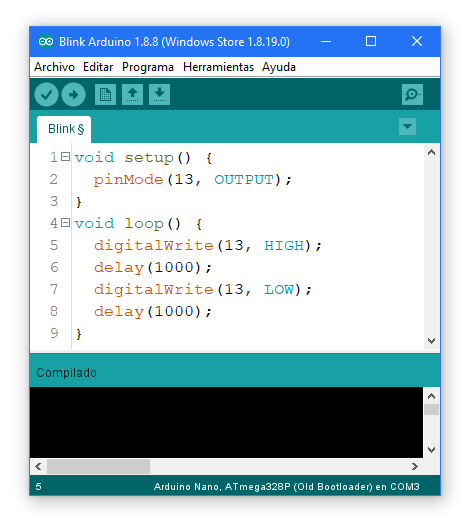 Blink Arduino 1.8.8 (Windows Store 1.8.19.0)
Archivo Editar Programa Herramientas Ayuda
Blink §
1 void setup() {
2   pinMode(13, OUTPUT);
3 }
4 void loop() {
5   digitalWrite(13, HIGH);
6   delay(1000);
7   digitalWrite(13, LOW);
8   delay(1000);
9 }
Compilado
5 Arduino Nano, ATmega328P (Old Bootloader) en COM3